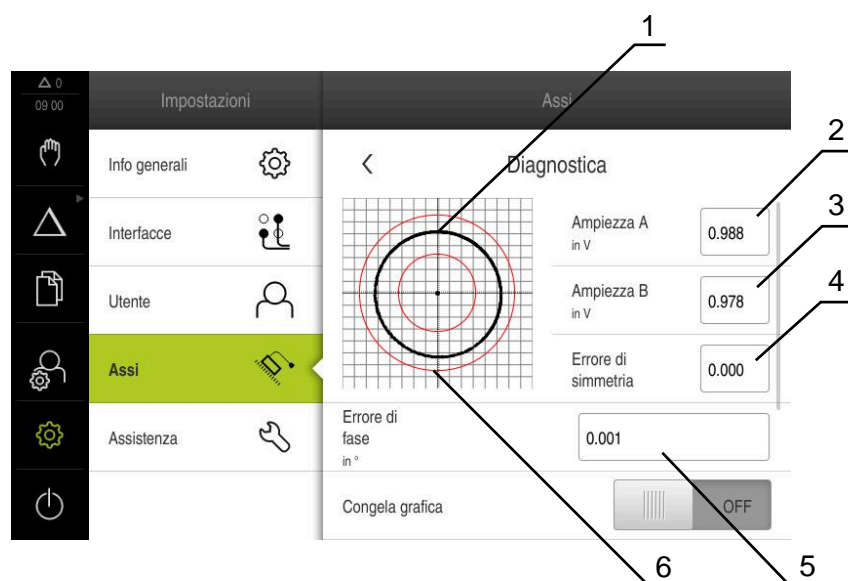 1
0
09 00
Impostazioni
Assi
Info generali
Diagnostica
2
Interfacce
Ampiezza A
in V
0.988
3
Utente
Ampiezza B
in V
0.978
4
Assi
Errore di
simmetria
0.000
Assistenza
Errore di
fase
in °
0.001
Congela grafica
OFF
6
5